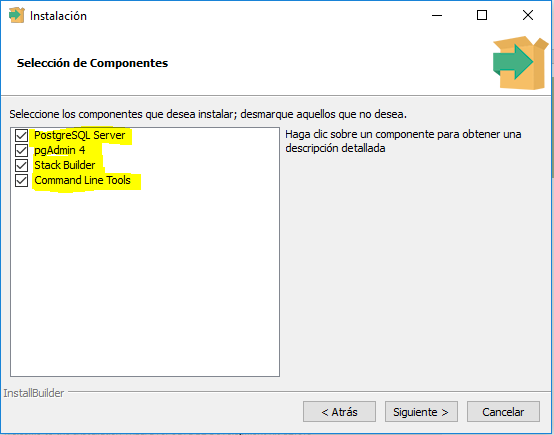 Instalación
Selección de Componentes
Seleccione los componentes que desea instalar; desmarque aquellos que no desea.
PostgreSQL Server
pgAdmin 4
Stack Builder
Command Line Tools
Haga clic sobre un componente para obtener una
descripción detallada
InstallBuilder
< Atrás
Siguiente >
Cancelar